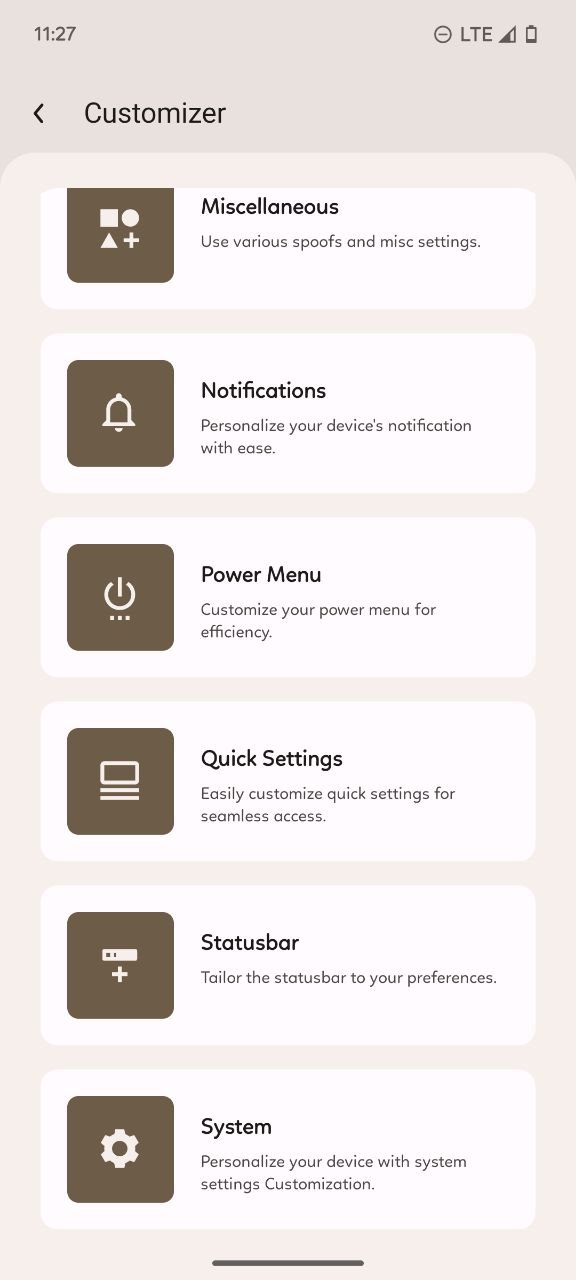 11:27
LTE
Customizer
Miscellaneous
Use various spoofs and misc settings.
Notifications
Personalize your device's notification
with ease.
Power Menu
Customize your power menu for
efficiency.
Quick Settings
Easily customize quick settings for
seamless access.
Statusbar
Tailor the statusbar to your preferences.
System
Personalize your device with system
settings Customization.